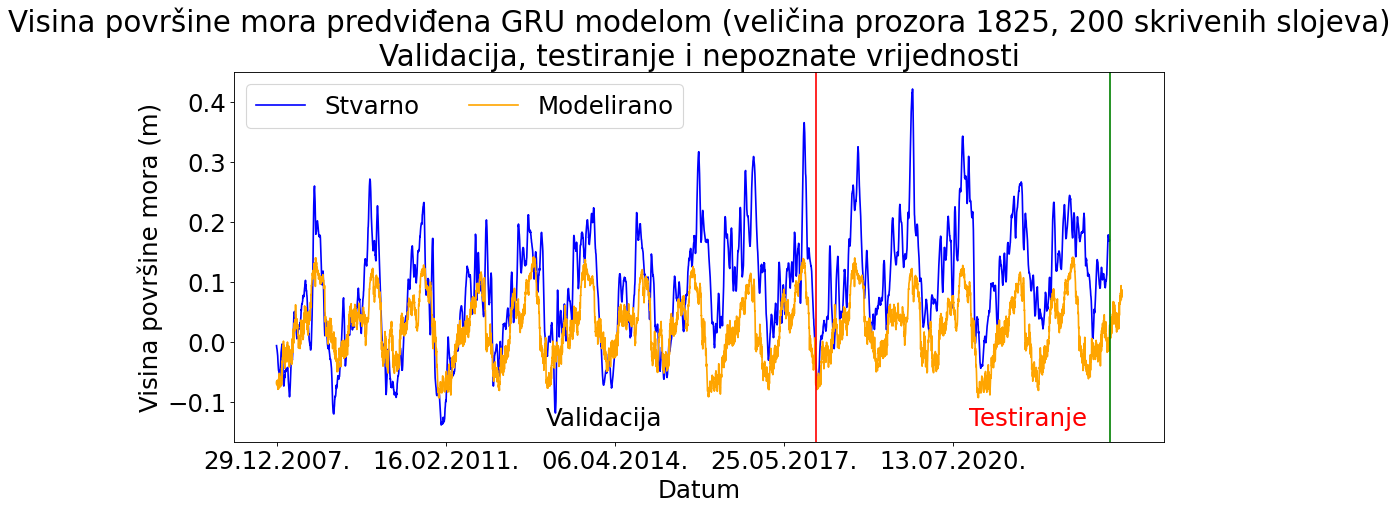 Visina površine mora predviđena GRU modelom (veličina prozora 1825, 200 skrivenih slojeva)
Validacija, testiranje i nepoznate vrijednosti
Stvarno
Modelirano
Visina površine mora (m)
0.4
0.3
0.2
0.1
0.0
−0.1
Validacija
Testiranje
29.12.2007.
16.02.2011.
06.04.2014.
25.05.2017.
13.07.2020.
Datum